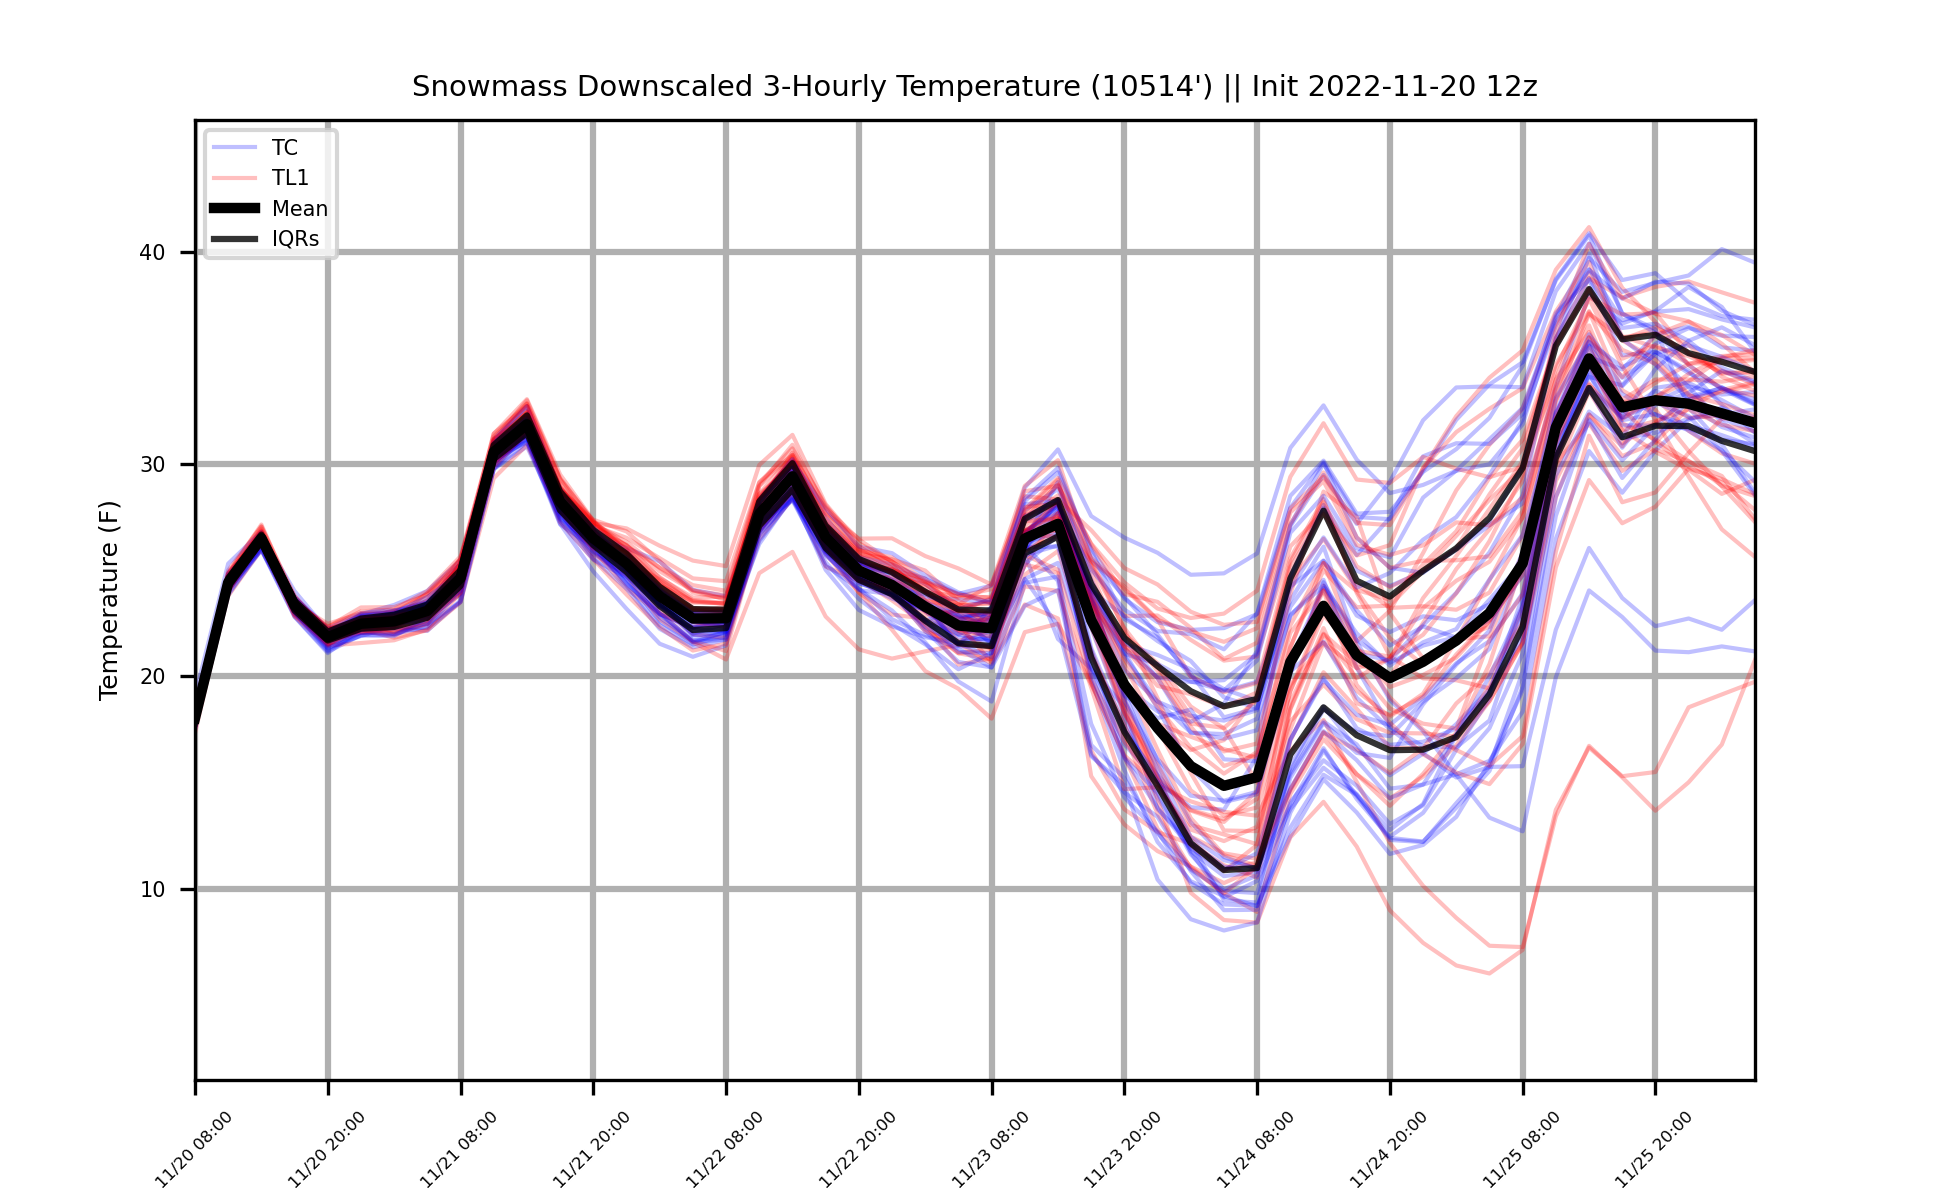 Snowmass Downscaled 3-Hourly Temperature (10514') || Init 2022-11-20 12z
TC
TL1
Mean
IQRs
Temperature (F)
40
30
20
10
11/20 08:00
11/20 20:00
11/21 08:00
11/21 20:00
11/22 08:00
11/22 20:00
11/23 08:00
11/23 20:00
11/24 08:00
11/24 20:00
11/25 08:00
11/25 20:00